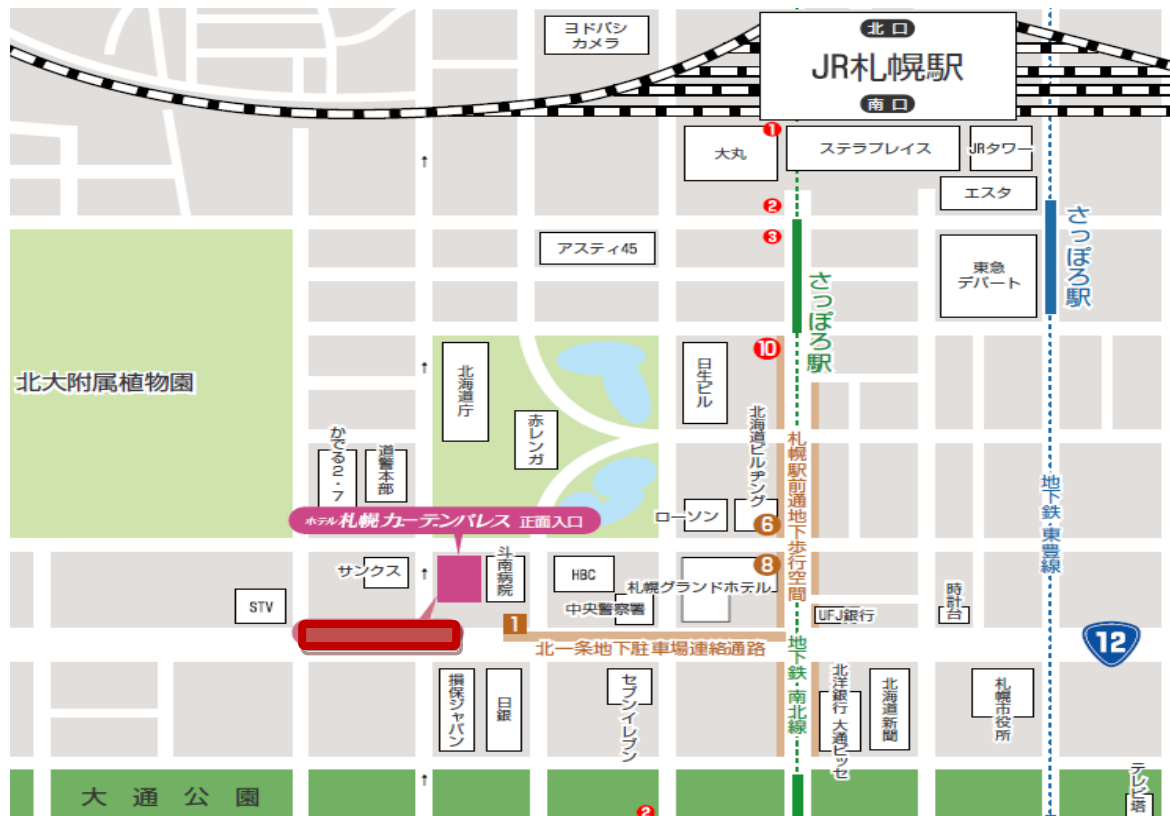 ヨドバシ
カメラ
北口
JR札幌駅
南口
1
大丸
ステラプレイス
JRタワー
2
エスタ
3
アスティ45
東急
デパート
さっぽろ駅
さっぽろ駅
10
北大附属植物園
北海道庁
赤レンガ
日生ビル
北海道ビルヂング
かでる2・7
道警本部
札幌駅前通地下歩行空間
地下鉄 東豊線
ローソン
6
ホテル 札幌ガーデンパレス 正面入口
サンクス
斗南病院
HBC
8
札幌グランドホテル
中央警察署
STV
1
北一条地下駐車場連絡通路
UFJ銀行
時計台
12
地下鉄 南北線
損保ジャパン
日銀
セブンイレブン
北洋銀行 大通ビッセ
北海道新聞
札幌市役所
大通公園
2
テレビ塔